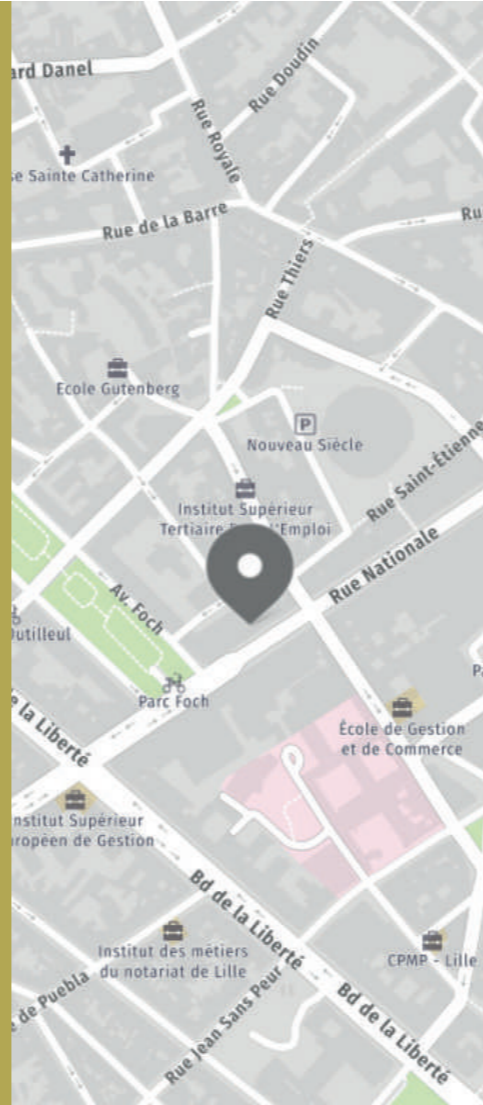 ard Danel
Rue Doudin
Rue Royale
e Sainte Catherine
Rue de la Barre
Ru
Rue Thiers
Ecole Gutenberg
P
Nouveau Siècle
Rue Saint-Étienne
Institut Supérieur
Tertiaire l'Emploi
Rue Nationale
Av. Foch
Dutilleul
Parc Foch
P
École de Gestion
et de Commerce
e la Liberté
nstitut Supérieur
uropéen de Gestion
Bd de la Liberté
Institut des métiers
du notariat de Lille
CPMP - Lille
e de Puebla
Rue Jean Sans Peur
Bd de la Liberté